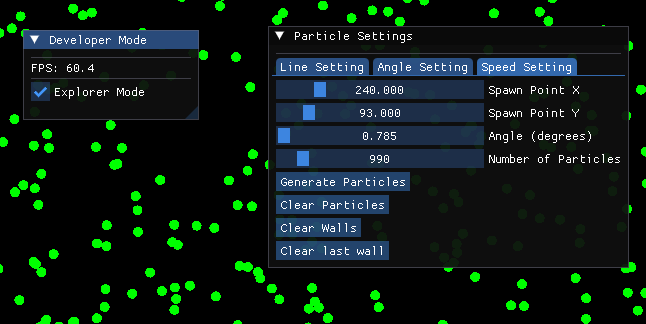 Developer Mode
FPS: 60.4
Explorer Mode
Particle Settings
Line Setting Angle Setting Speed Setting
240.000 Spawn Point X
93.000 Spawn Point Y
0.785 Angle (degrees)
990 Number of Particles
Generate Particles
Clear Particles
Clear Walls
Clear last wall